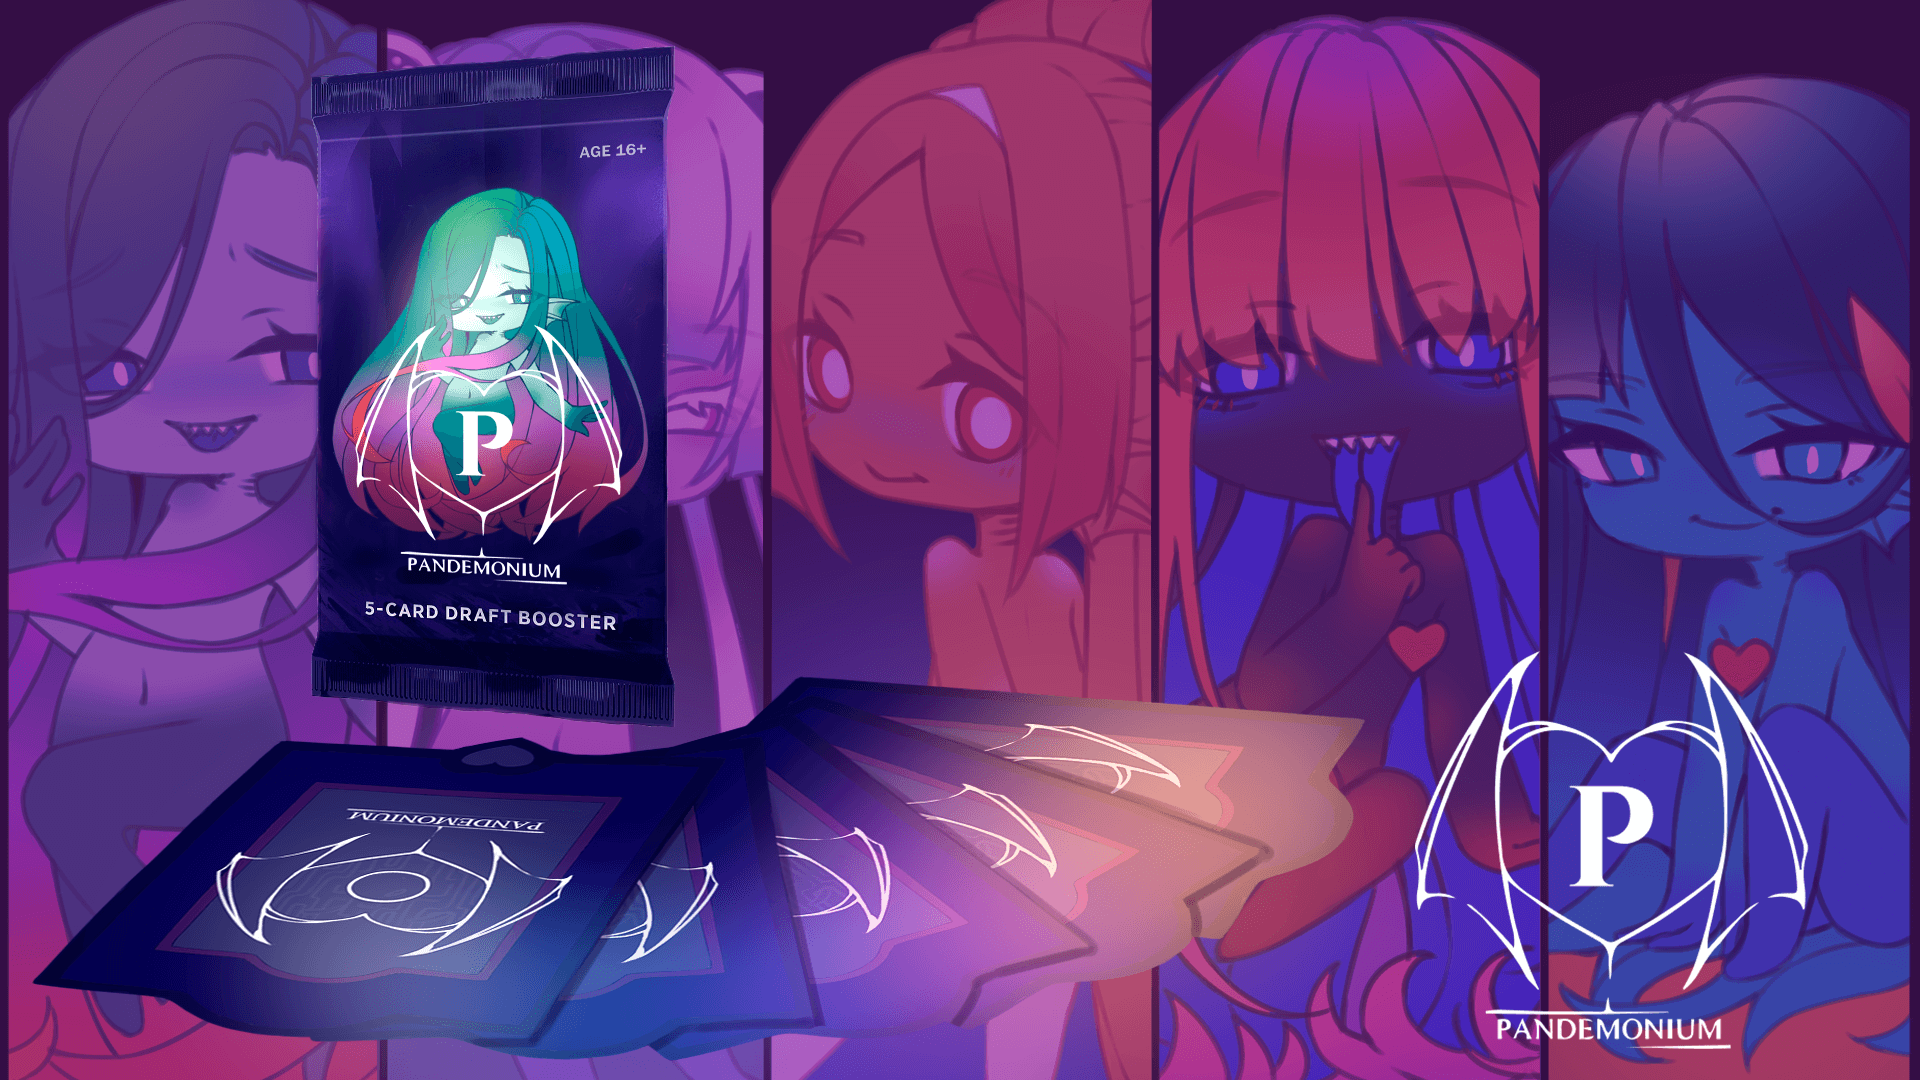 AGE 16+
P
PANDEMONIUM
5-CARD DRAFT BOOSTER
PANDEMONIUM
P
PANDEMONIUM